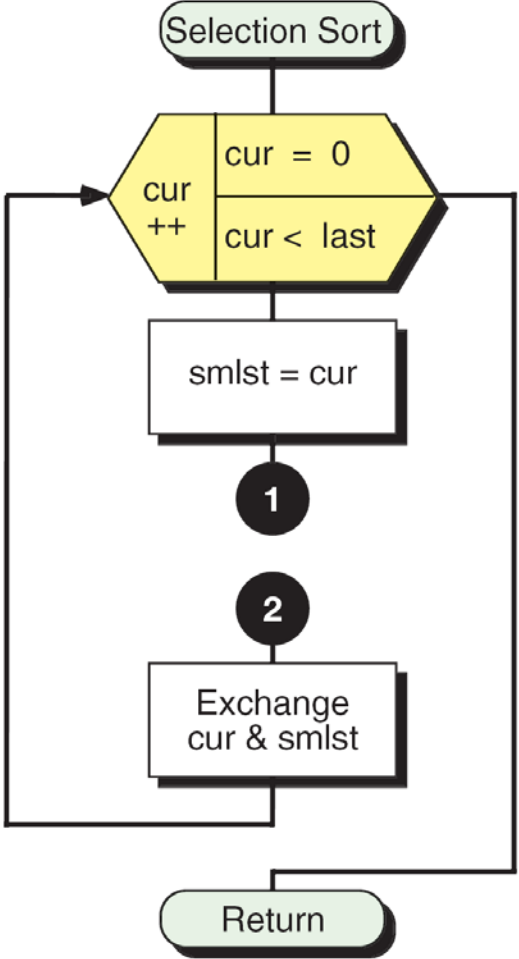 Selection Sort
cur = 0
cur
++
cur < last
smlst = cur
1
2
Exchange
cur & smlst
Return